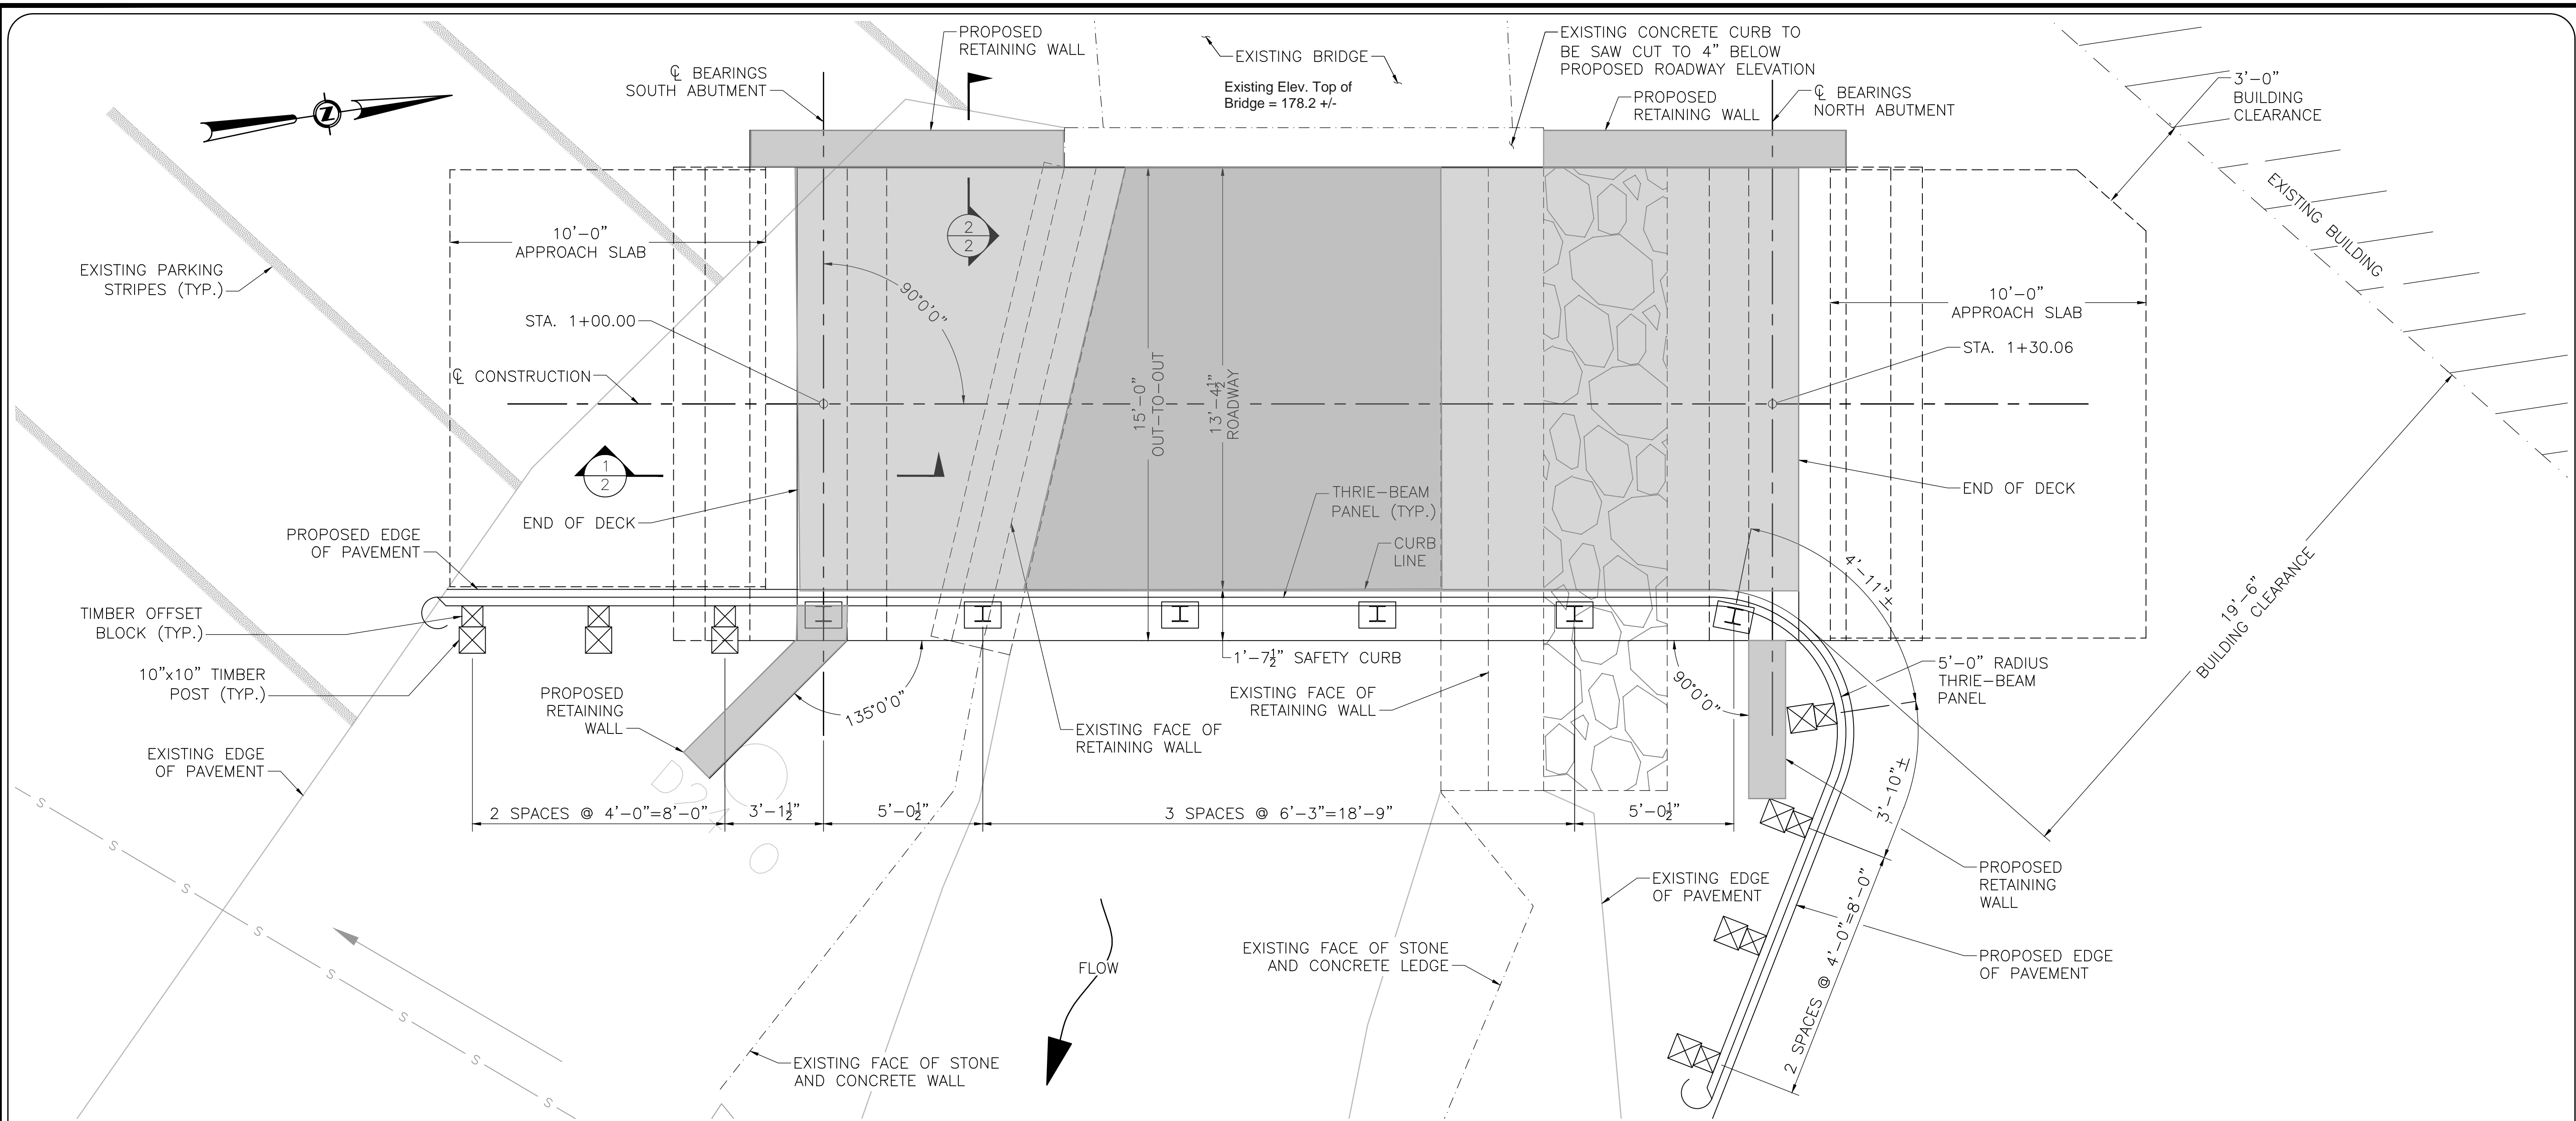 PROPOSED
RETAINING WALL
℄ BEARINGS
SOUTH ABUTMENT
EXISTING BRIDGE
Existing Elev. Top of
Bridge = 178.2 +/-
EXISTING CONCRETE CURB TO
BE SAW CUT TO 4" BELOW
PROPOSED ROADWAY ELEVATION
PROPOSED
RETAINING WALL
℄ BEARINGS
NORTH ABUTMENT
3'-0"
BUILDING
CLEARANCE
Z
EXISTING BUILDING
10'-0"
APPROACH SLAB
2
2
EXISTING PARKING
STRIPES (TYP.)
90°0'0"
10'-0"
APPROACH SLAB
STA. 1+00.00
STA. 1+30.06
℄ CONSTRUCTION
15'-0"
OUT-TO-OUT
13'-4½"
ROADWAY
1
2
END OF DECK
THRIE-BEAM
PANEL (TYP.)
END OF DECK
PROPOSED EDGE
OF PAVEMENT
CURB
LINE
4'-11"±
19'-6"
BUILDING CLEARANCE
TIMBER OFFSET
BLOCK (TYP.)
10"x10" TIMBER
POST (TYP.)
1'-7½" SAFETY CURB
5'-0" RADIUS
THRIE-BEAM
PANEL
PROPOSED
RETAINING
WALL
135°0'0"
EXISTING FACE OF
RETAINING WALL
EXISTING FACE OF
RETAINING WALL
90°0'0"
EXISTING EDGE
OF PAVEMENT
2 SPACES @ 4'-0"=8'-0"
3'-1½"
5'-0½"
3 SPACES @ 6'-3"=18'-9"
5'-0½"
3'-10"±
PROPOSED
RETAINING
WALL
EXISTING EDGE
OF PAVEMENT
2 SPACES @ 4'-0"=8'-0"
EXISTING FACE OF STONE
AND CONCRETE LEDGE
PROPOSED EDGE
OF PAVEMENT
FLOW
EXISTING FACE OF STONE
AND CONCRETE WALL
S
S
S
S
S
S
S
S